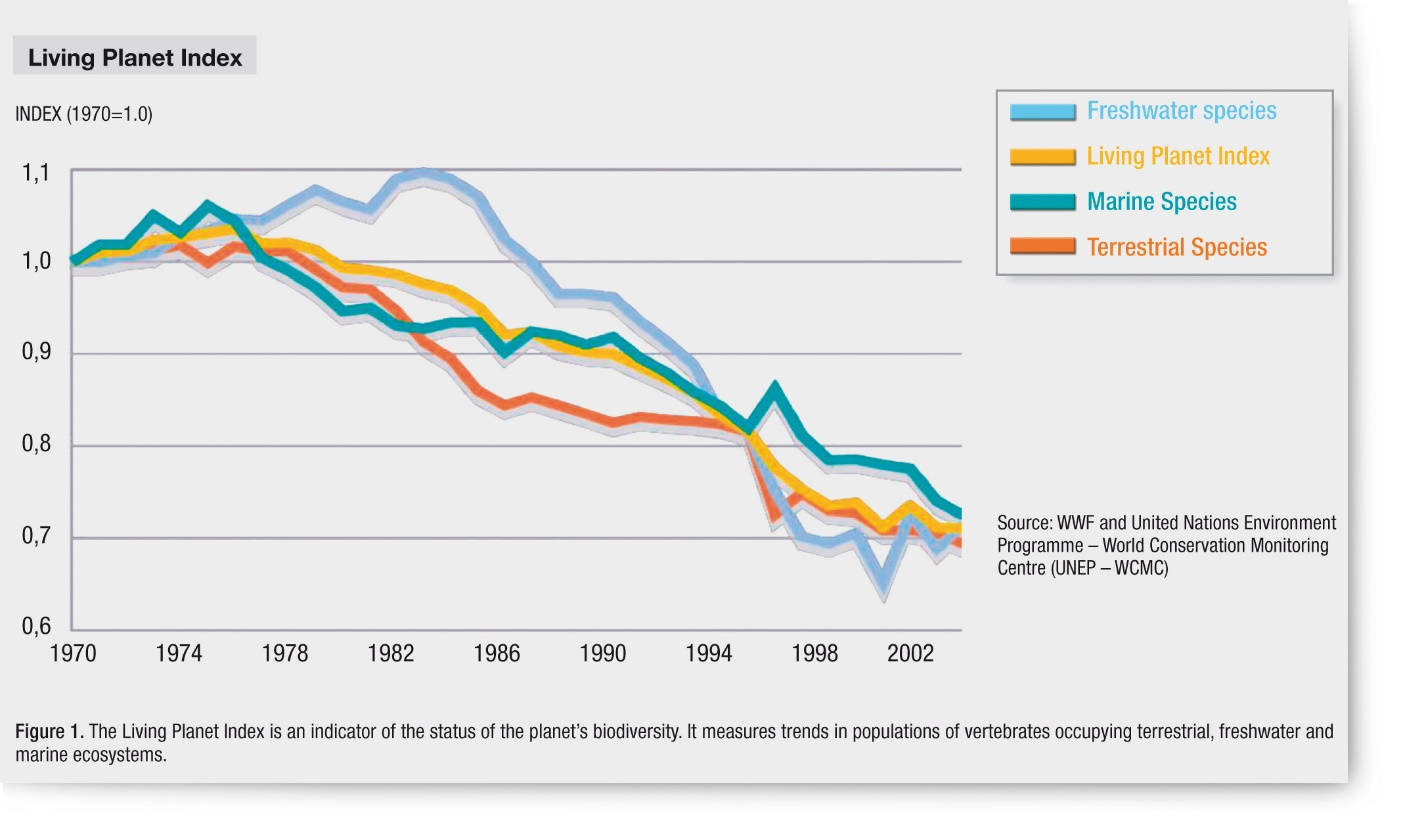 Living Planet Index
INDEX (1970=1.0)
Freshwater species
Living Planet Index
Marine Species
Terrestrial Species
1,1
1,0
0,9
0,8
0,7
0,6
1970 1974 1978 1982 1986 1990 1994 1998 2002
Source: WWF and United Nations Environment
Programme – World Conservation Monitoring
Centre (UNEP – WCMC)
Figure 1. The Living Planet Index is an indicator of the status of the planet’s biodiversity. It measures trends in populations of vertebrates occupying terrestrial, freshwater and
marine ecosystems.